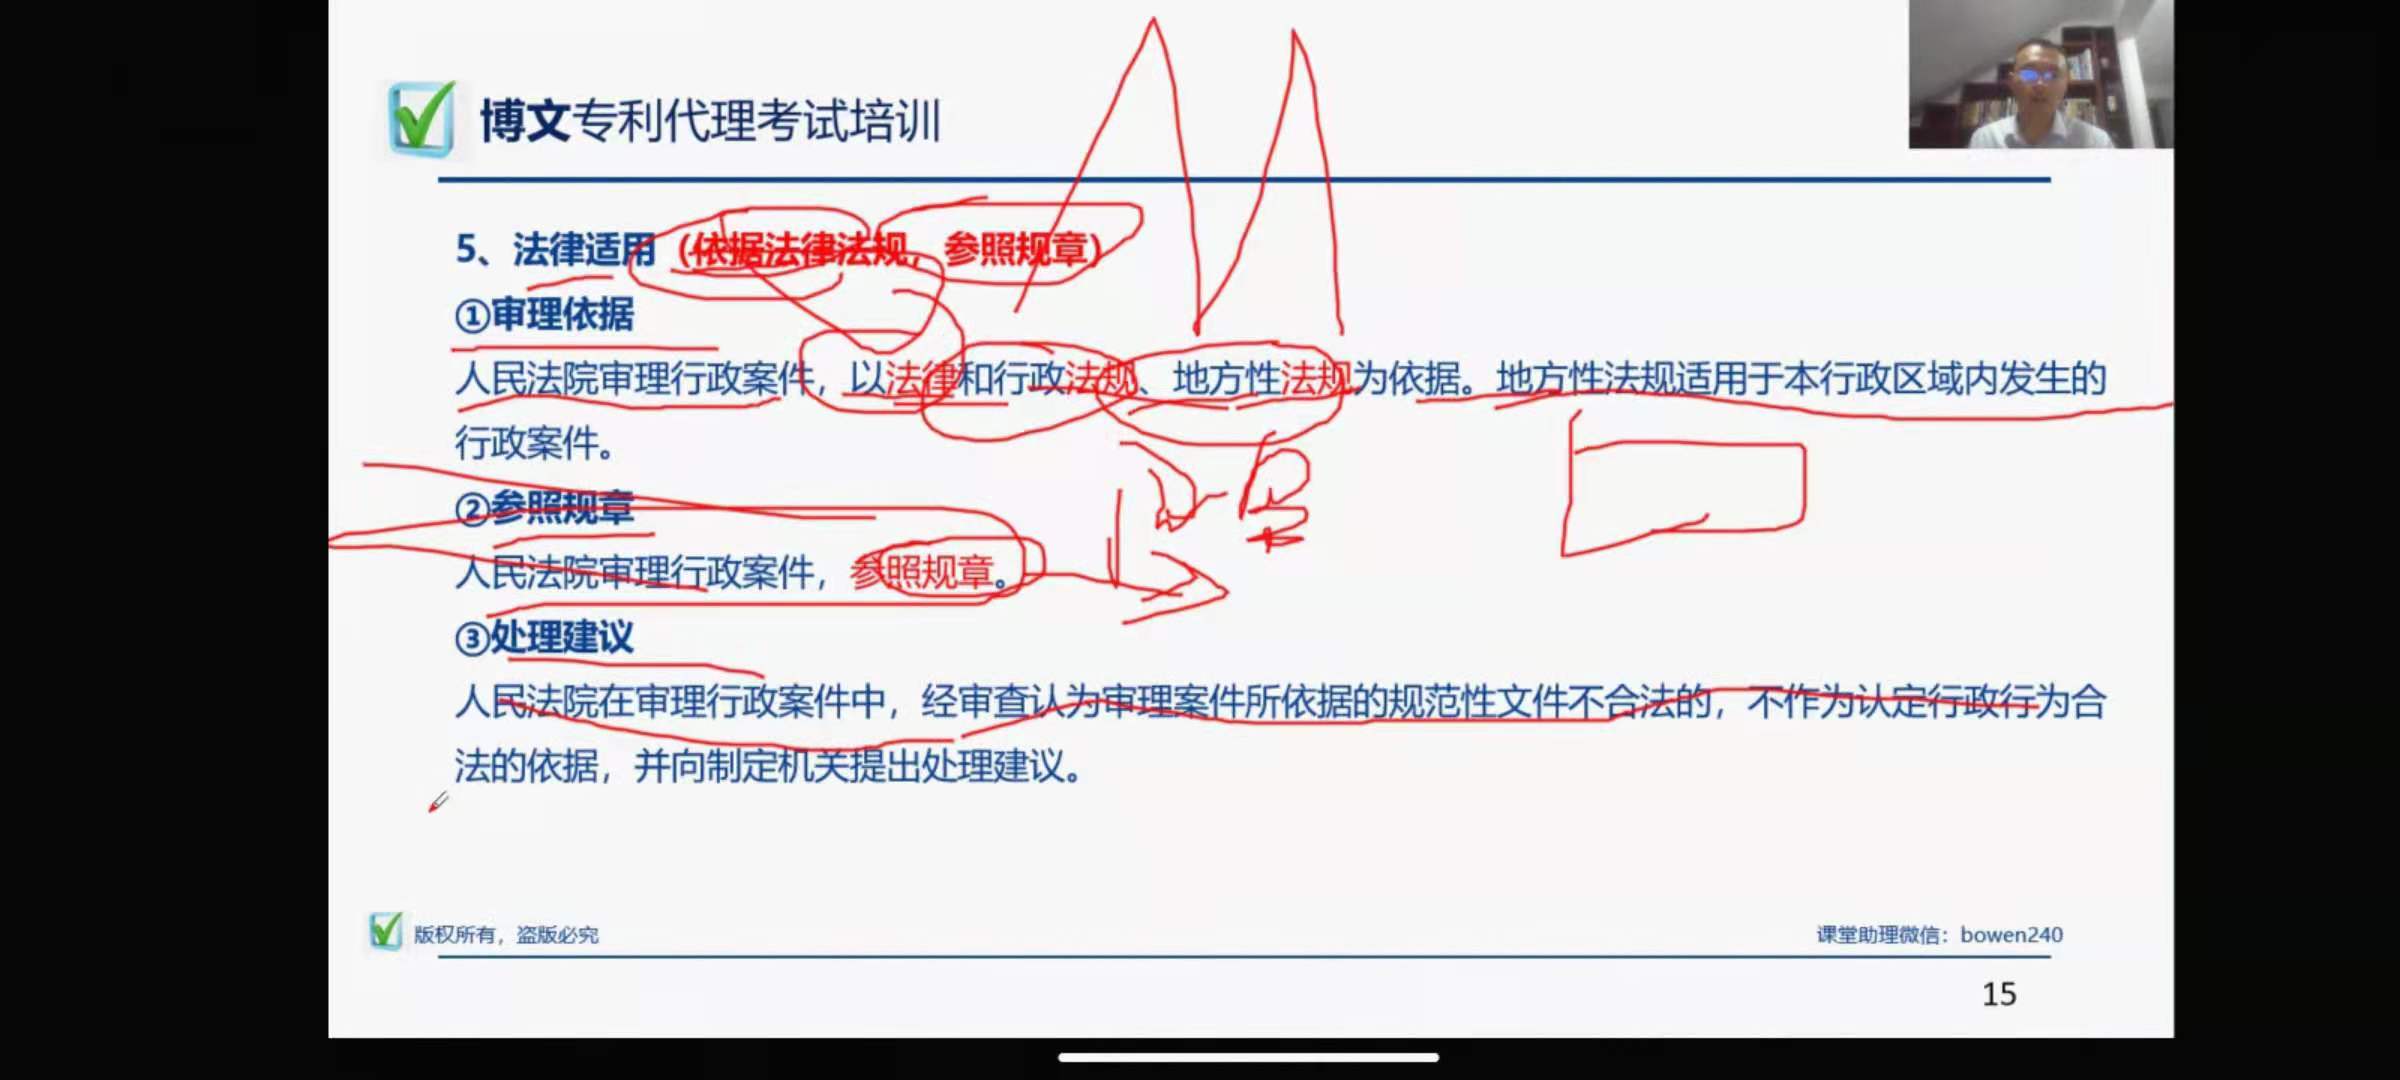 博文专利代理考试培训
5、法律适用（依据法律法规，参照规章）
①审理依据
人民法院审理行政案件，以法律和行政法规、地方性法规为依据。地方性法规适用于本行政区域内发生的
行政案件。
②参照规章
人民法院审理行政案件，参照规章。
③处理建议
人民法院在审理行政案件中，经审查认为审理案件所依据的规范性文件不合法的，不作为认定行政行为合
法的依据，并向制定机关提出处理建议。
版权所有，盗版必究
课堂助理微信：bowen240
15